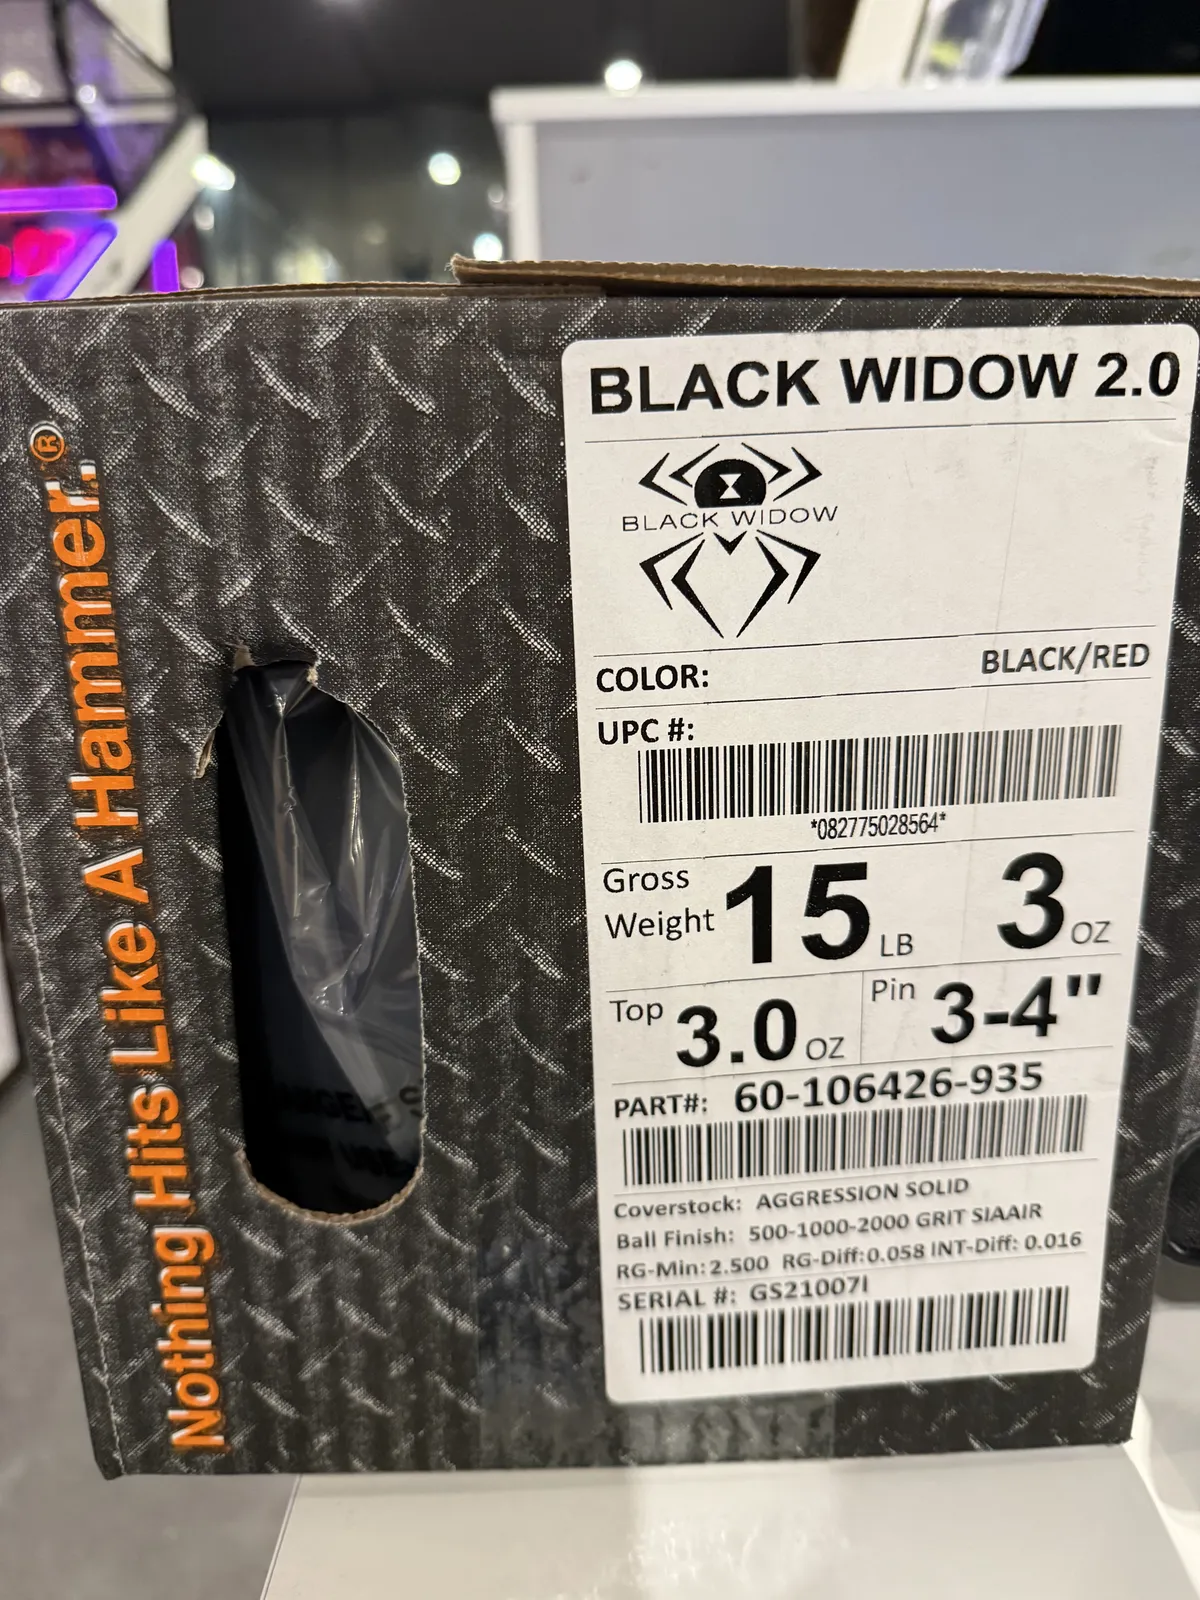 Nothing Hits Like A Hammer.®
BLACK WIDOW 2.0
BLACK WIDOW
COLOR: BLACK/RED
UPC #:
*082775028564*
Gross Weight 15 LB 3 OZ
Top 3.0 OZ Pin 3-4"
PART#: 60-106426-935
Coverstock: AGGRESSION SOLID
Ball Finish: 500-1000-2000 GRIT SIAAIR
RG-Min: 2.500 RG-Diff: 0.058 INT-Diff: 0.016
SERIAL #: GS21007I